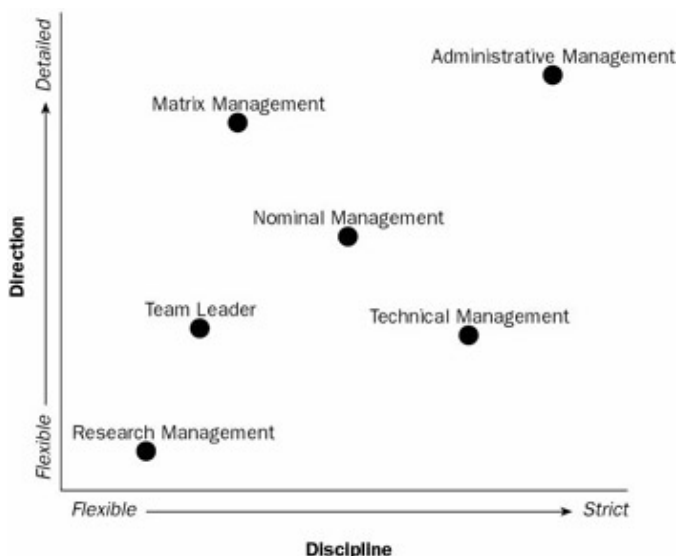 Detailed
Administrative Management
Matrix Management
Nominal Management
Direction
Team Leader
Technical Management
Research Management
Flexible
Flexible
Strict
Discipline